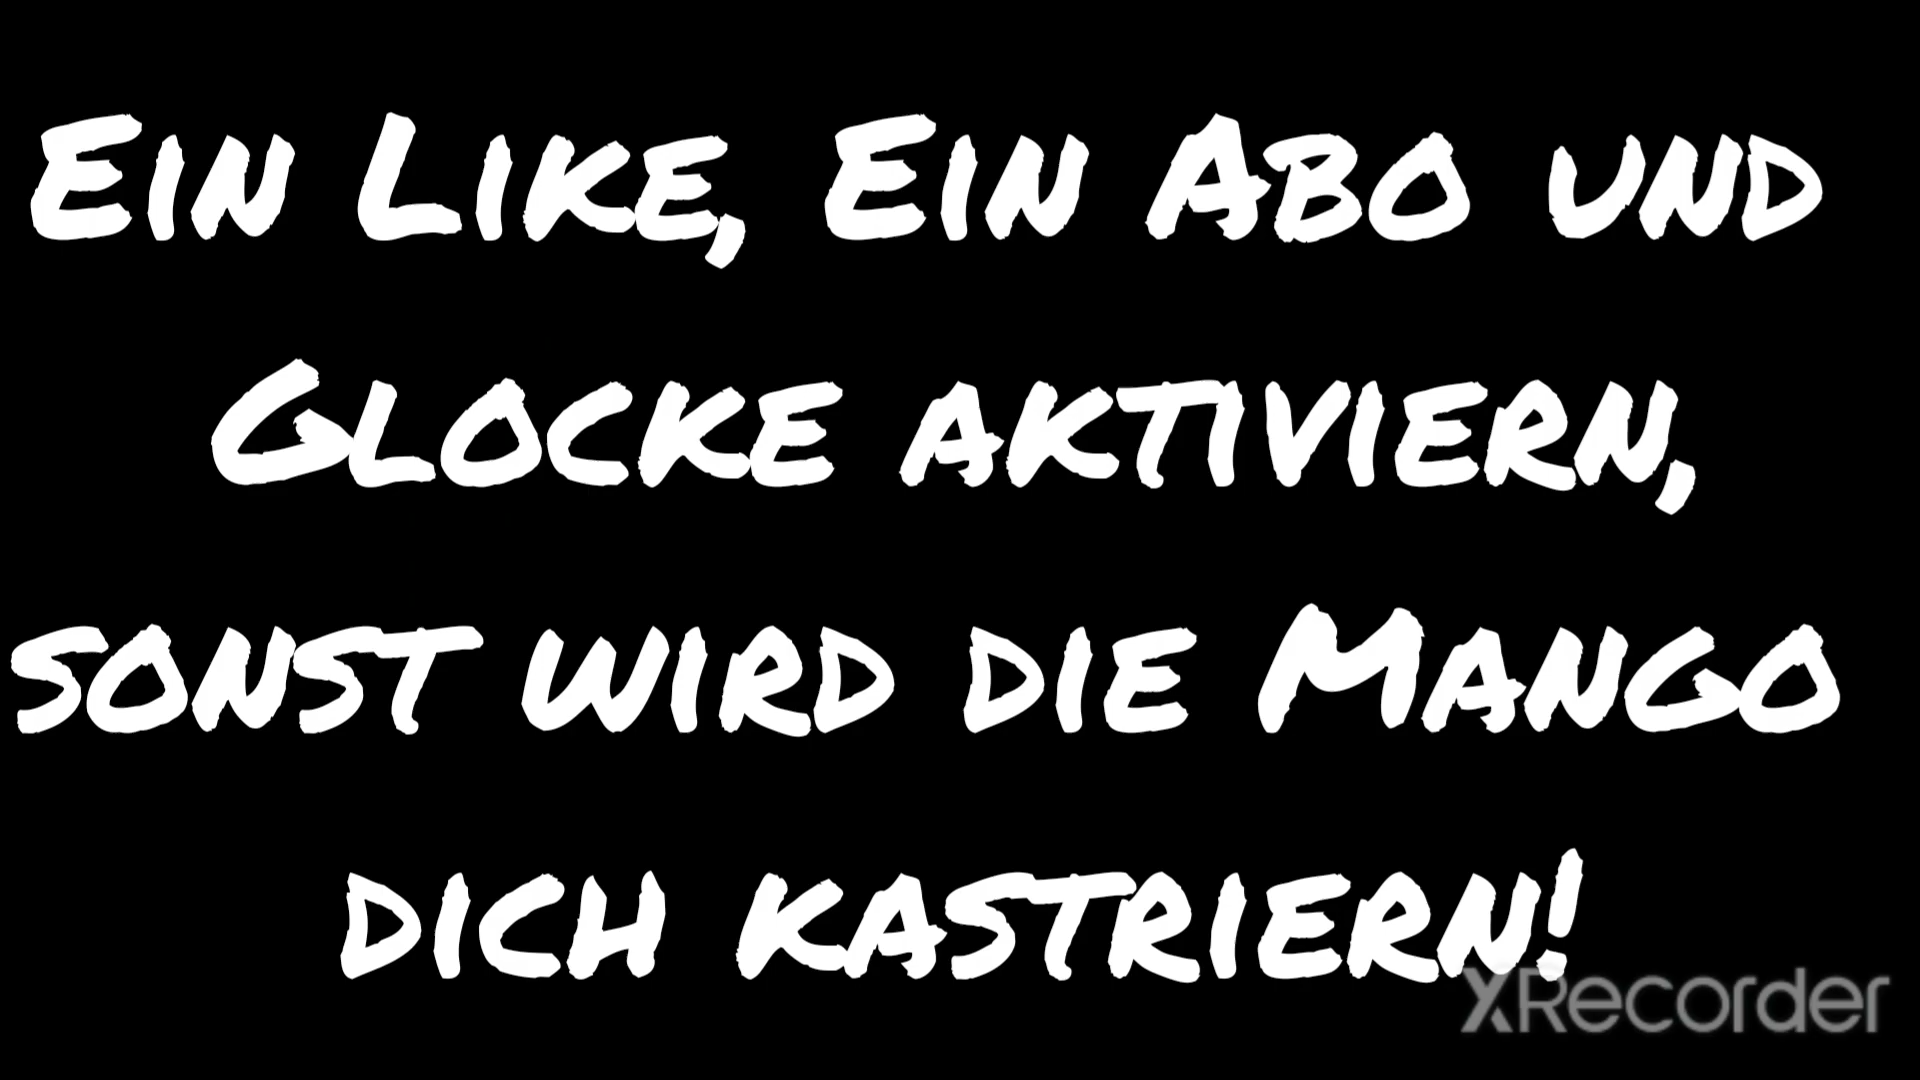 Ein Like, Ein Abo und
Glocke aktiviern,
sonst wird die Mango
dich kastriern!
XRecorder